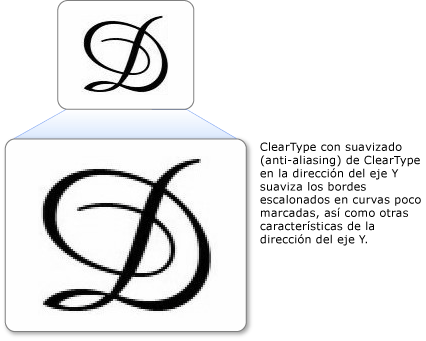 D
D
ClearType con suavizado
(anti-aliasing) de ClearType
en la dirección del eje Y
suaviza los bordes
escalonados en curvas poco
marcadas, así como otras
características de la
dirección del eje Y.